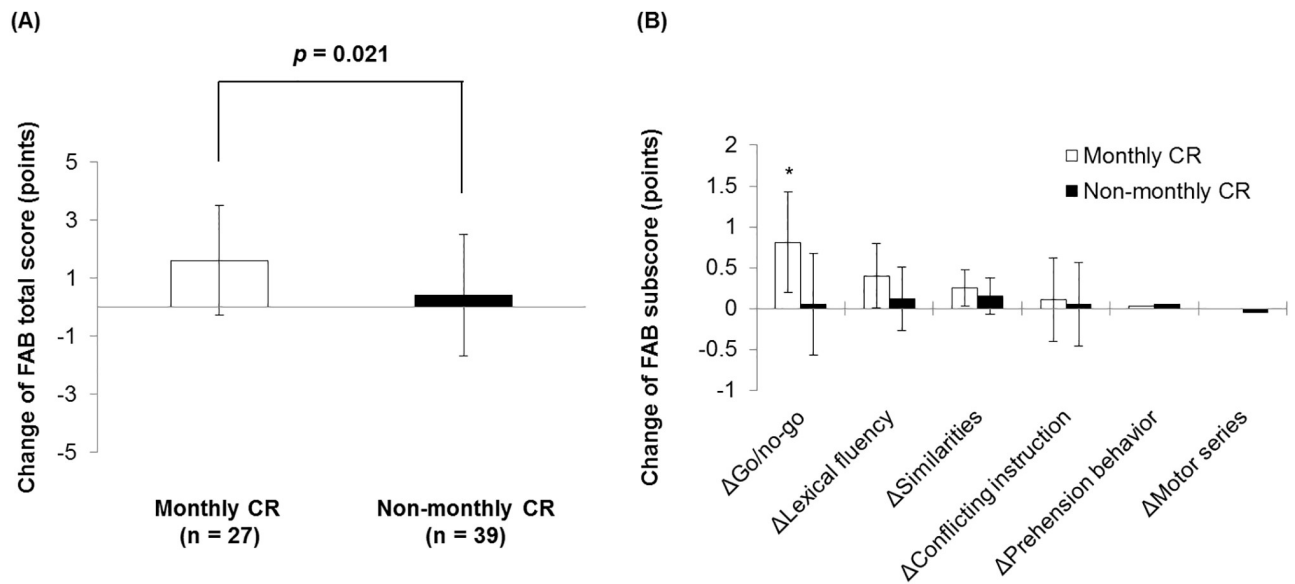 (A)
p = 0.021
Change of FAB total score (points)
5
3
1
-1
-3
-5
Monthly CR
(n = 27)
Non-monthly CR
(n = 39)
(B)
Change of FAB subscore (points)
2
1.5
1
0.5
0
-0.5
-1
*
Monthly CR
Non-monthly CR
ΔGo/no-go
ΔLexical fluency
ΔSimilarities
ΔConflicting instruction
ΔPrehension behavior
ΔMotor series